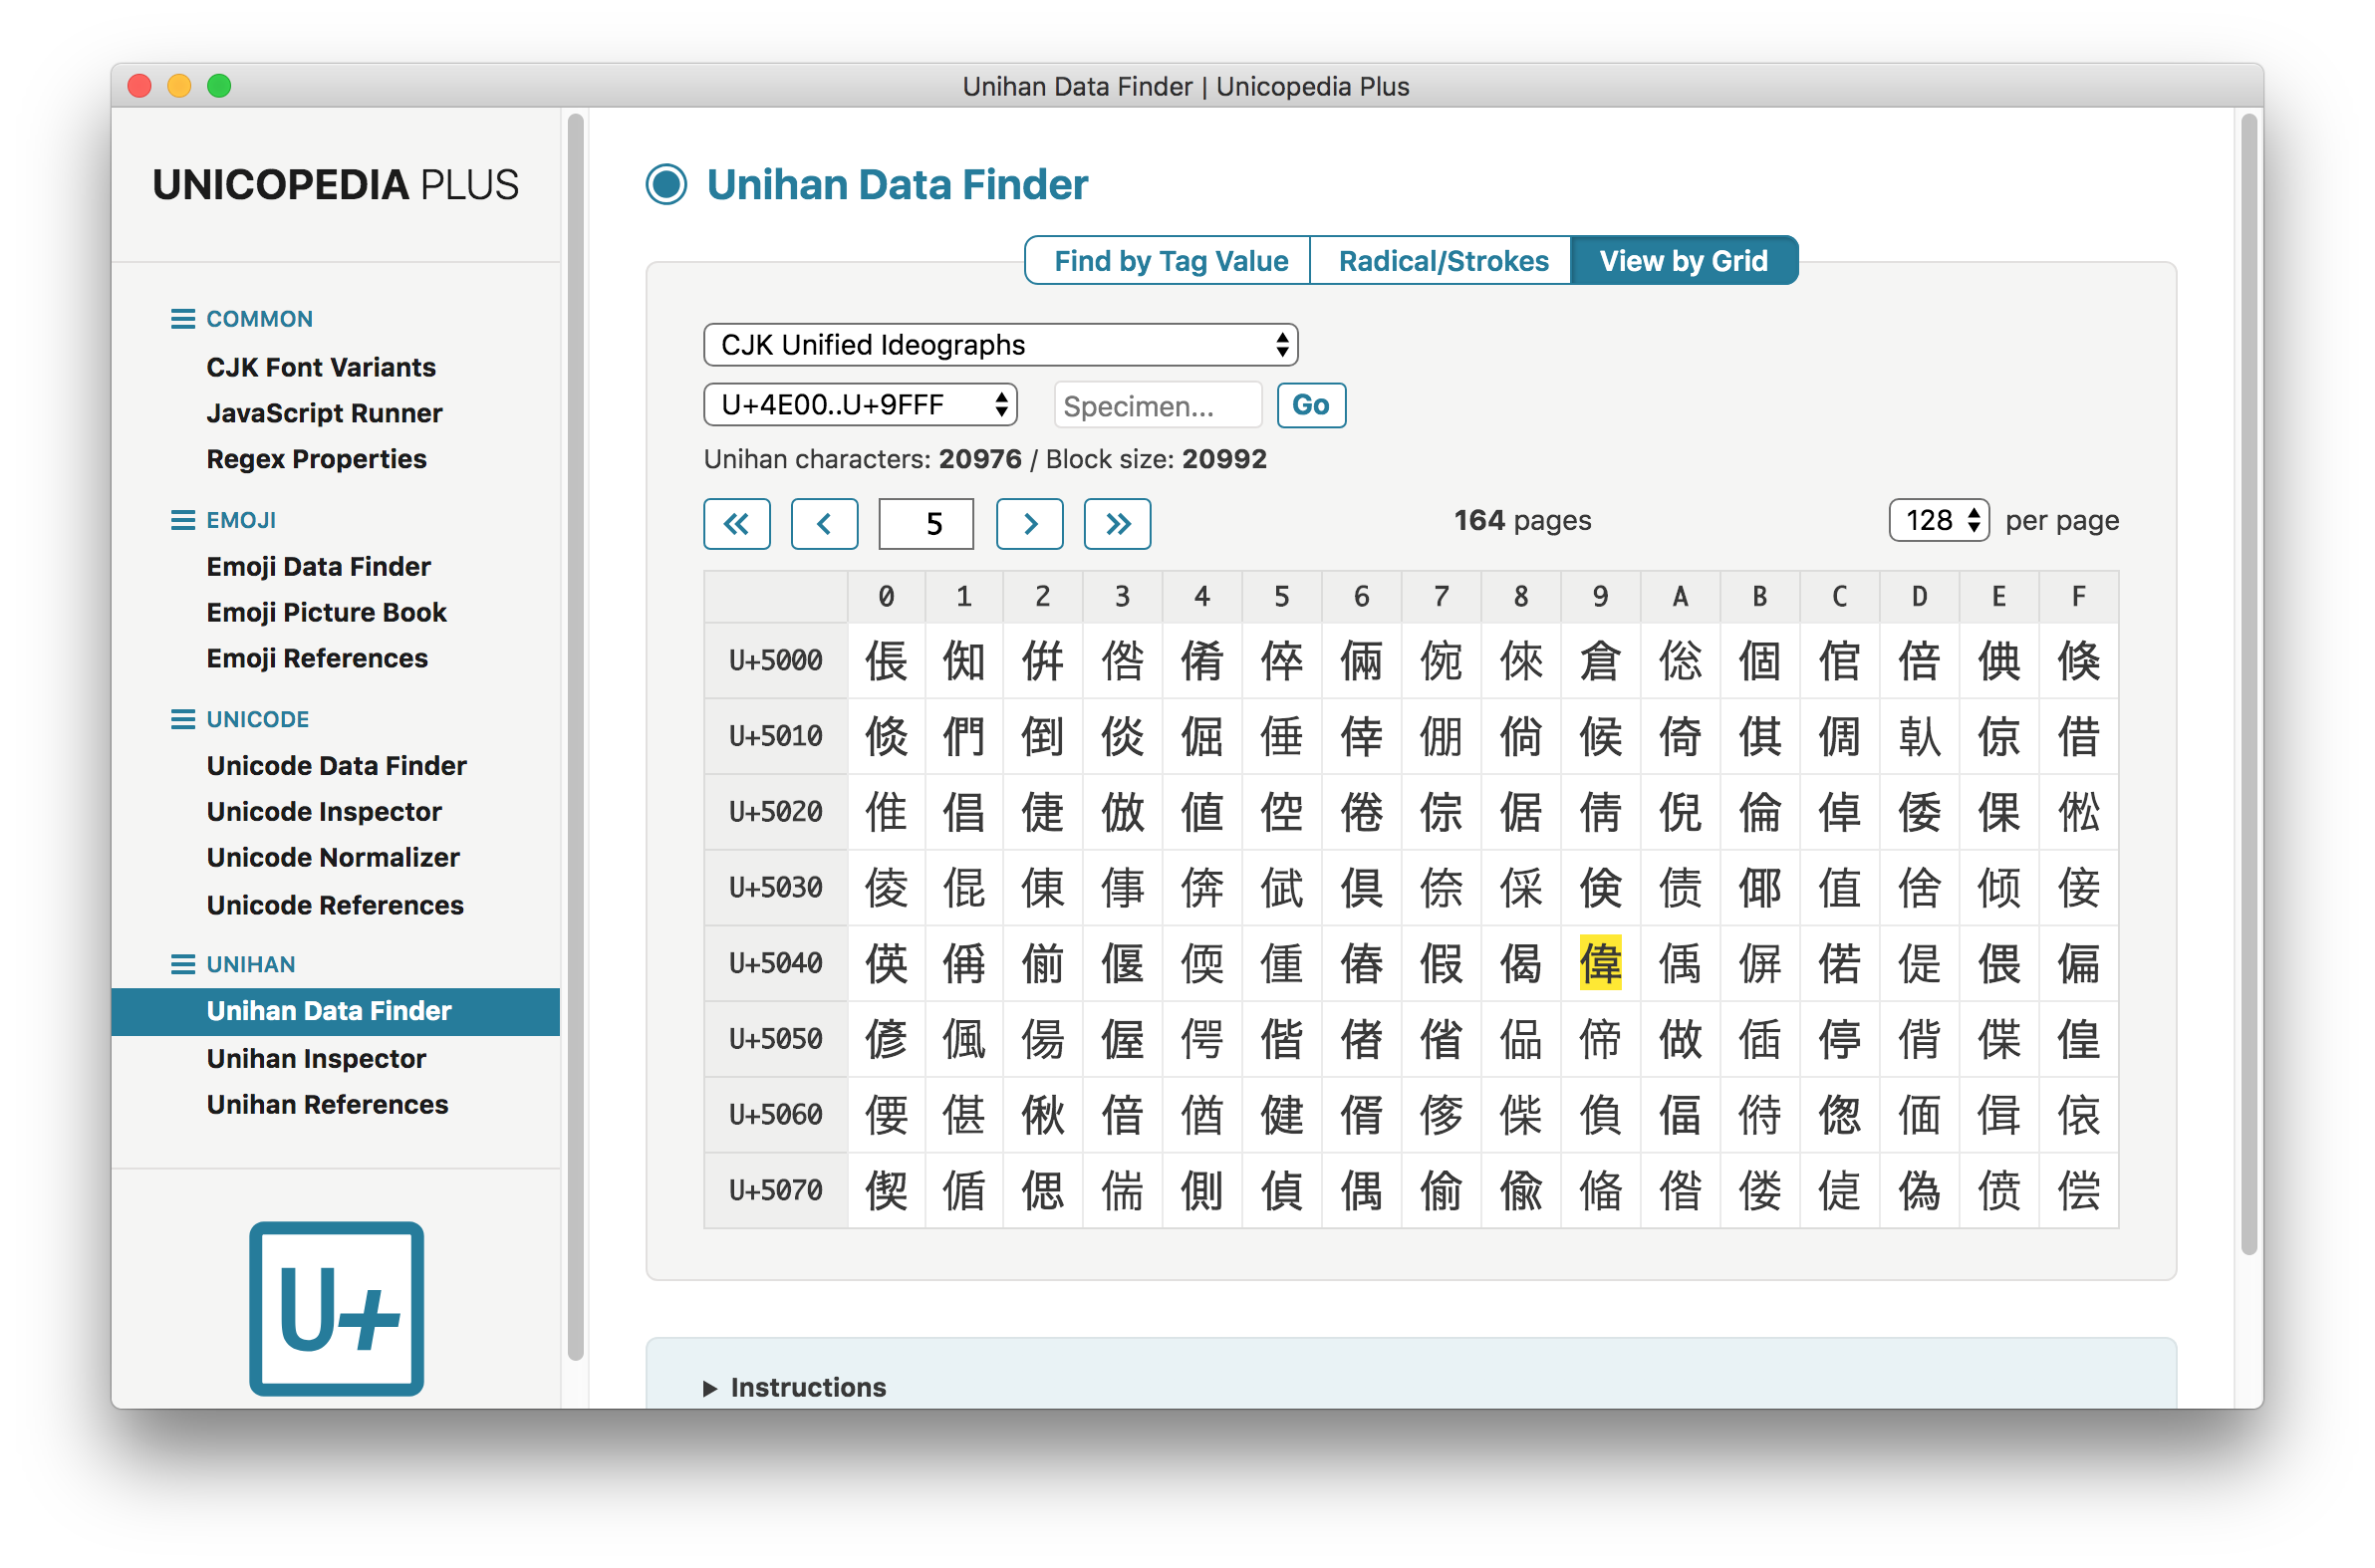 Unihan Data Finder | Unicopedia Plus
UNICOPEDIA PLUS
COMMON
CJK Font Variants
JavaScript Runner
Regex Properties
EMOJI
Emoji Data Finder
Emoji Picture Book
Emoji References
UNICODE
Unicode Data Finder
Unicode Inspector
Unicode Normalizer
Unicode References
UNIHAN
Unihan Data Finder
Unihan Inspector
Unihan References
U+
Unihan Data Finder
Find by Tag Value Radical/Strokes View by Grid
CJK Unified Ideographs
U+4E00..U+9FFF Specimen... Go
Unihan characters: 20976 / Block size: 20992
5 164 pages 128 per page
0 1 2 3 4 5 6 7 8 9 A B C D E F
U+5000 倀 倁 倂 倃 倄 倅 倆 倇 倈 倉 倊 個 倌 倍 倎 倏
U+5010 倐 們 倒 倓 倔 倕 倖 倗 倘 候 倚 倛 倜 倝 倞 借
U+5020 倠 倡 倢 倣 値 倥 倦 倧 倨 倩 倪 倫 倬 倭 倮 倯
U+5030 倰 倱 倲 倳 倴 倵 倶 倷 倸 倹 债 倻 值 倽 倾 倿
U+5040 偀 偁 偂 偃 偄 偅 偆 假 偈 偉 偊 偋 偌 偍 偎 偏
U+5050 偐 偑 偒 偓 偔 偕 偖 偗 偘 偙 做 偛 停 偝 偞 偟
U+5060 偠 偡 偢 偣 偤 健 偦 偧 偨 偩 偪 偫 偬 偭 偮 偯
U+5070 偰 偱 偲 偳 側 偵 偶 偷 偸 偹 偺 偻 偼 偽 偾 偿
Instructions